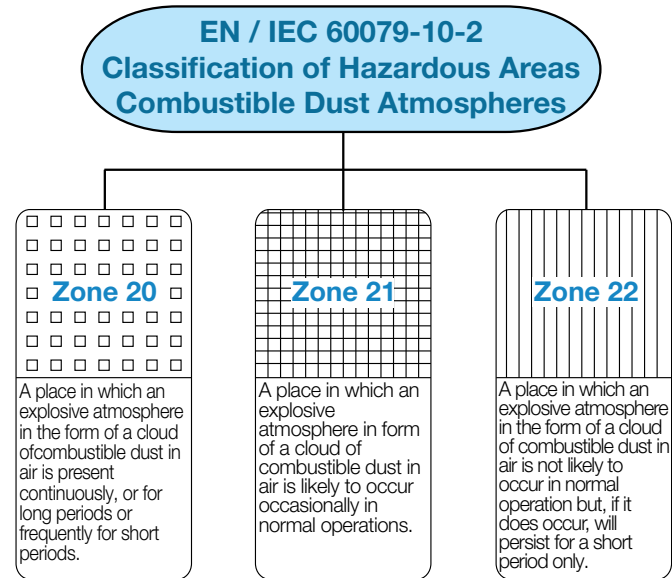 EN / IEC 60079-10-2
Classification of Hazardous Areas
Combustible Dust Atmospheres
Zone 20
A place in which an
explosive atmosphere
in the form of a cloud
ofcombustible dust in
air is present
continuously, or for
long periods or
frequently for short
periods.
Zone 21
A place in which an
explosive
atmosphere in form
of a cloud of
combustible dust in
air is likely to occur
occasionally in
normal operations.
Zone 22
A place in which an
explosive atmosphere
in the form of a cloud
of combustible dust in
air is not likely to
occur in normal
operation but, if it
does occur, will
persist for a short
period only.